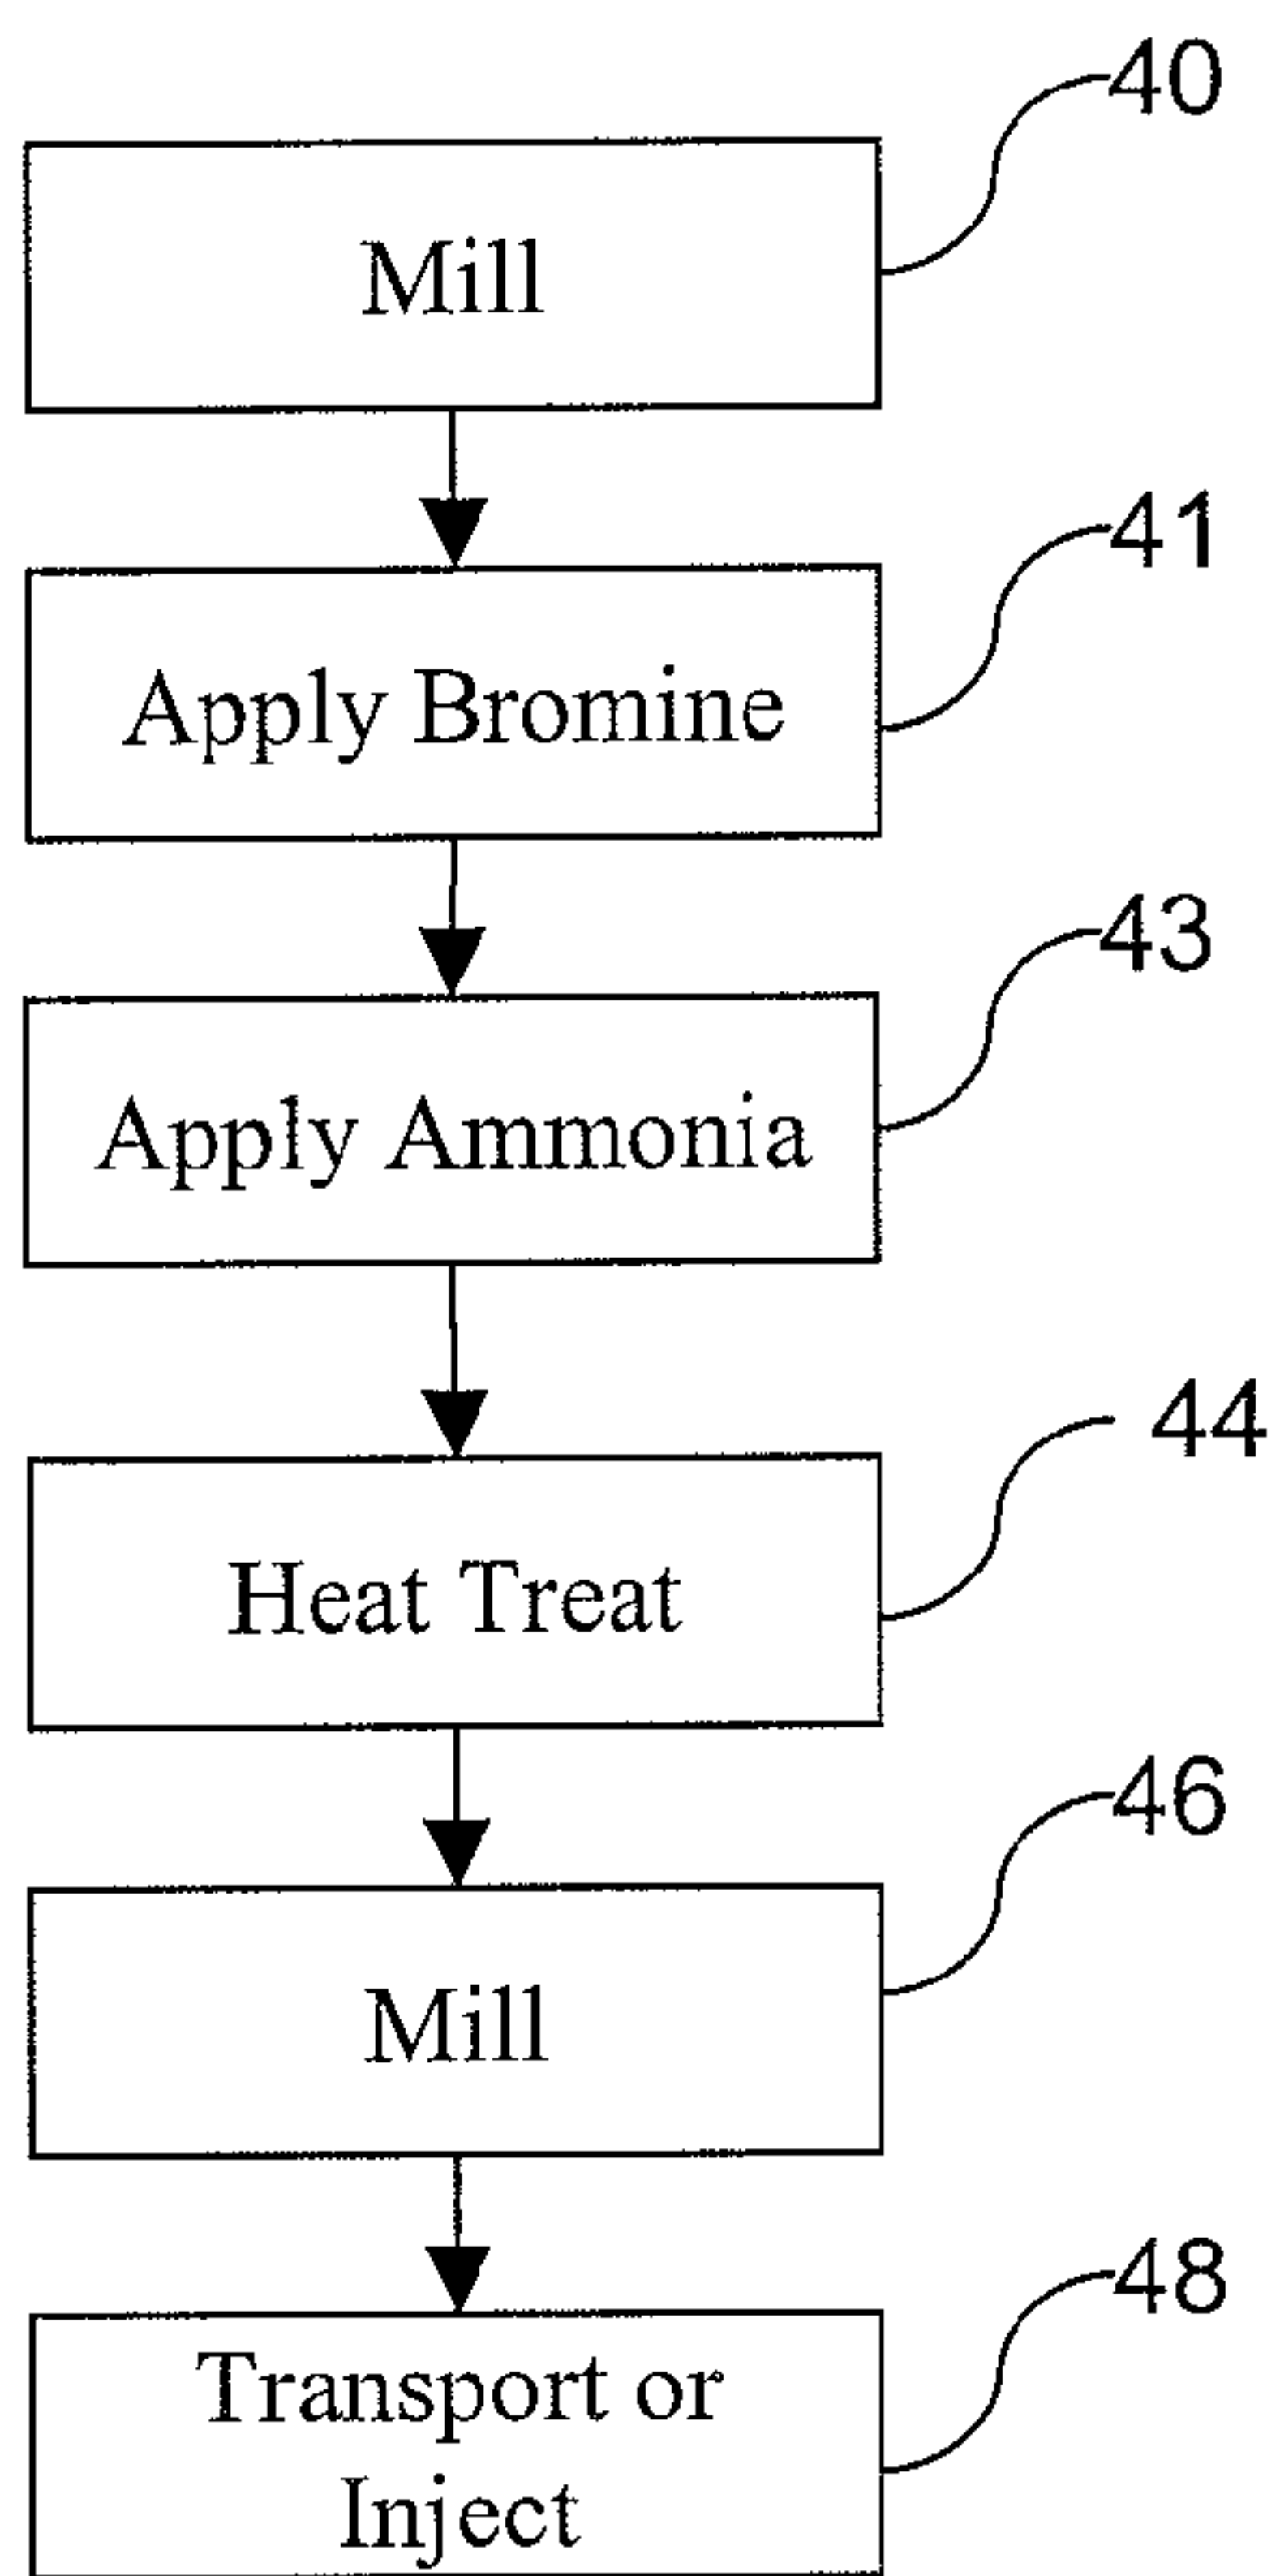 40
Mill
41
Apply Bromine
43
Apply Ammonia
44
Heat Treat
46
Mill
48
Transport or
Inject